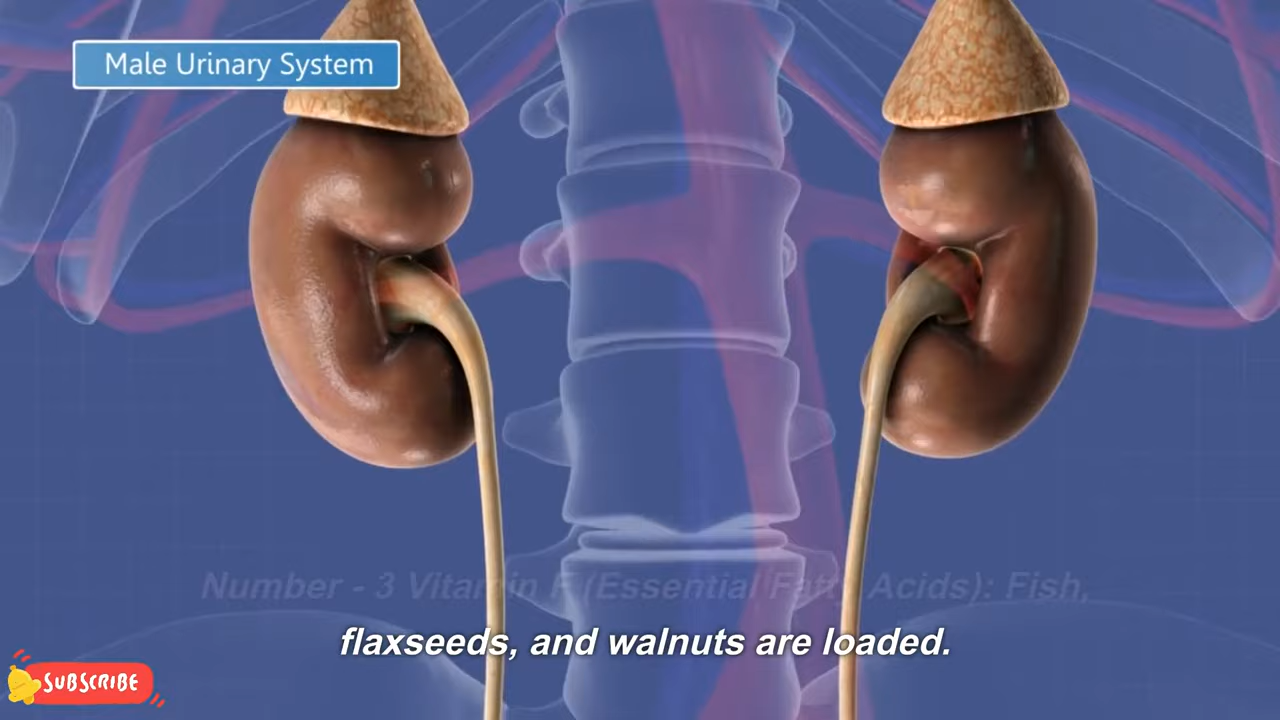 Male Urinary System
Number - 3 Vitamin F (Essential Fatty Acids): Fish,
flaxseeds, and walnuts are loaded.
SUBSCRIBE